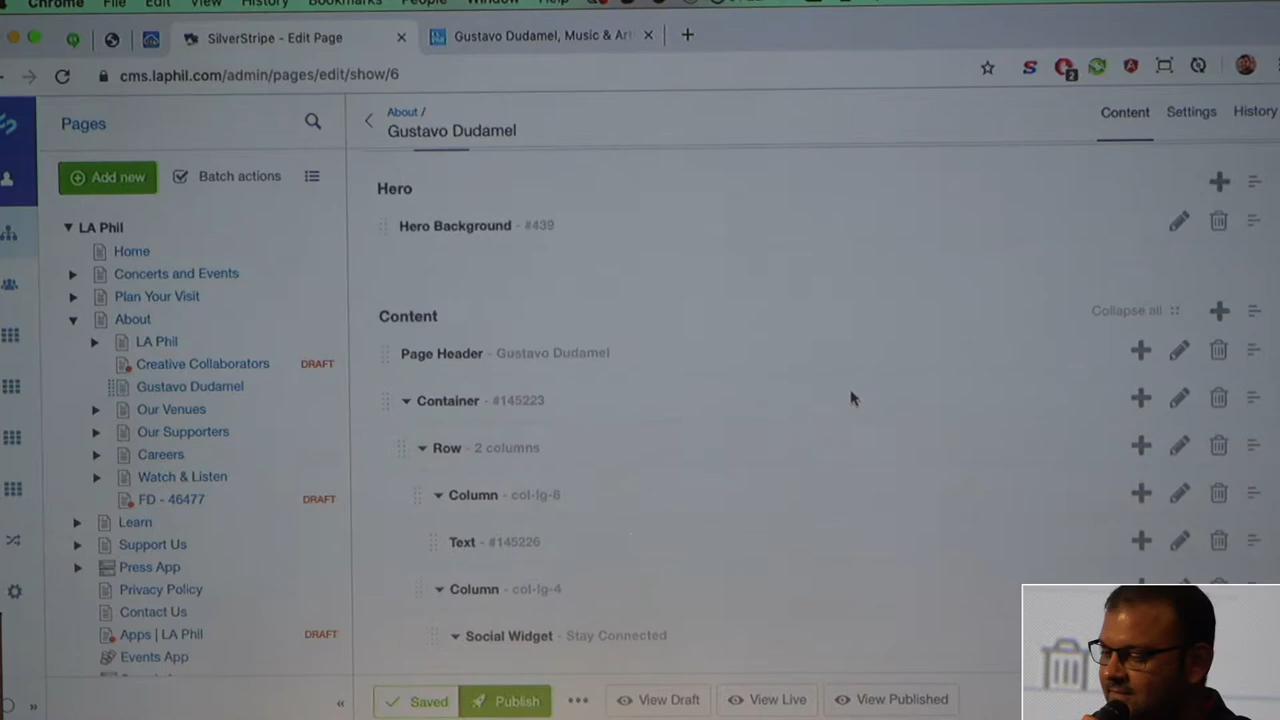 Chrome File Edit View History Bookmarks People Window Help
SilverStripe - Edit Page
Gustavo Dudamel, Music & Art
cms.laphil.com/admin/pages/edit/show/6
2
Pages
About /
Gustavo Dudamel
Content Settings History
Add new
Batch actions
LA Phil
Home
Concerts and Events
Plan Your Visit
About
LA Phil
Creative Collaborators DRAFT
Gustavo Dudamel
Our Venues
Our Supporters
Careers
Watch & Listen
FD - 46477 DRAFT
Learn
Support Us
Press App
Privacy Policy
Contact Us
Apps | LA Phil DRAFT
Events App
Hero
Hero Background - #439
Content
Collapse all
Page Header - Gustavo Dudamel
Container - #145223
Row - 2 columns
Column - col-lg-8
Text - #145226
Column - col-lg-4
Social Widget - Stay Connected
Saved
Publish
View Draft
View Live
View Published